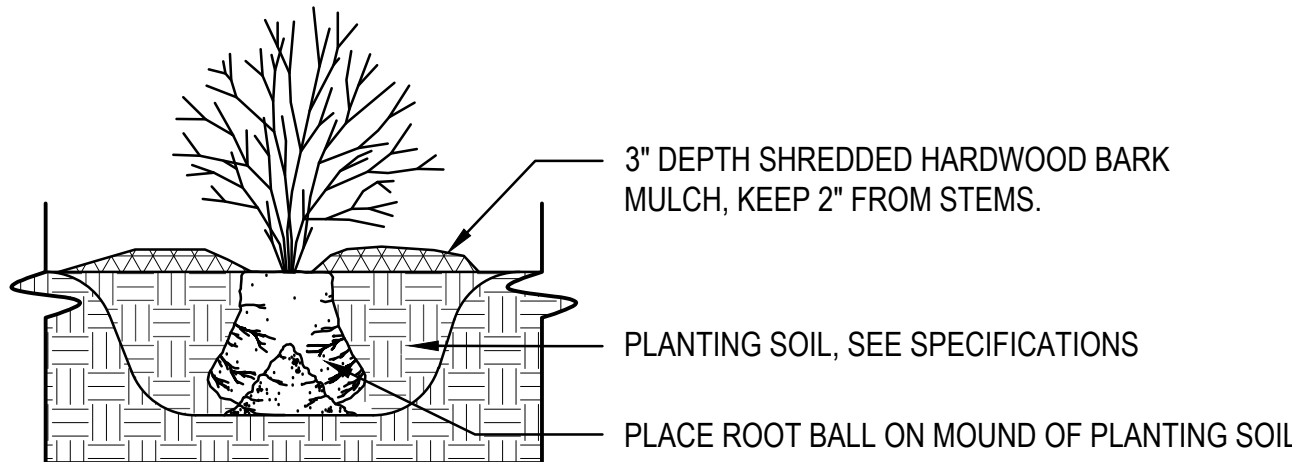 3" DEPTH SHREDDED HARDWOOD BARK
MULCH, KEEP 2" FROM STEMS.
PLANTING SOIL, SEE SPECIFICATIONS
PLACE ROOT BALL ON MOUND OF PLANTING SOIL